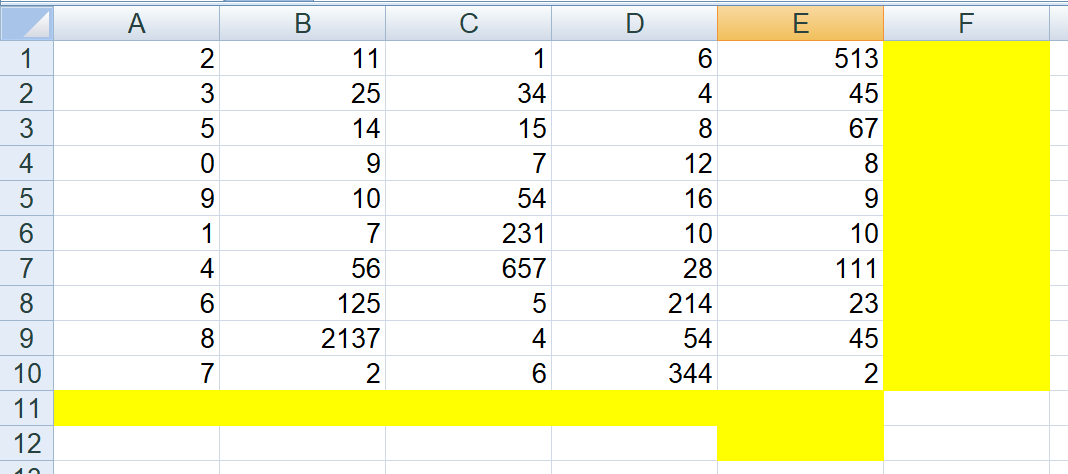 A B C D E F
1 2 11 1 6 513
2 3 25 34 4 45
3 5 14 15 8 67
4 0 9 7 12 8
5 9 10 54 16 9
6 1 7 231 10 10
7 4 56 657 28 111
8 6 125 5 214 23
9 8 2137 4 54 45
10 7 2 6 344 2
11
12